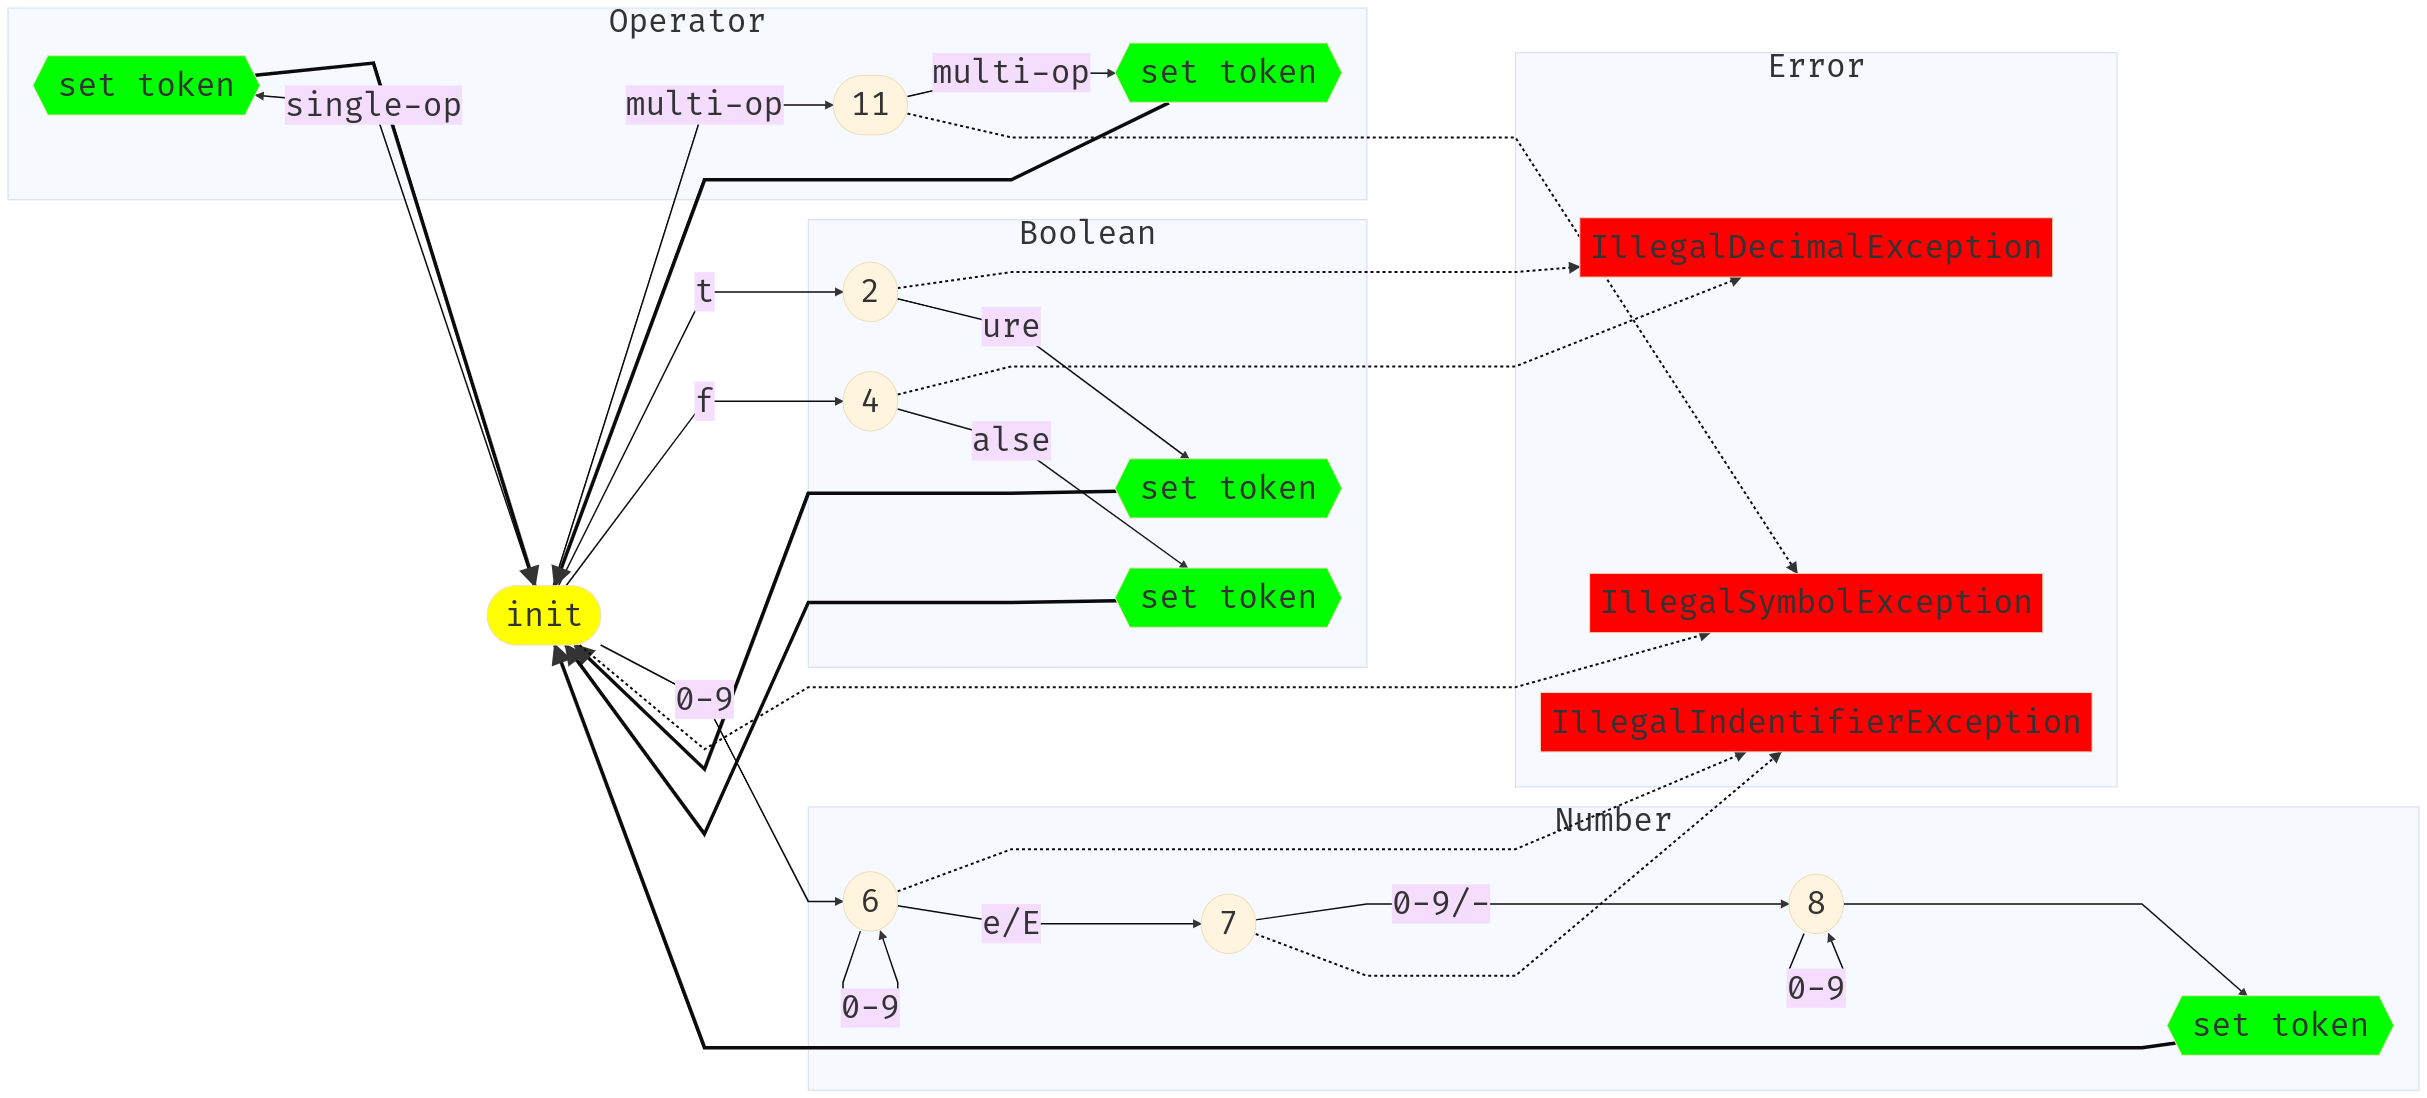 Operator
set token
single-op
multi-op
11
multi-op
set token
Error
Boolean
t
2
ure
f
4
alse
set token
set token
IllegalDecimalException
IllegalSymbolException
IllegalIndentifierException
init
0-9
Number
6
0-9
e/E
7
0-9/-
8
0-9
set token